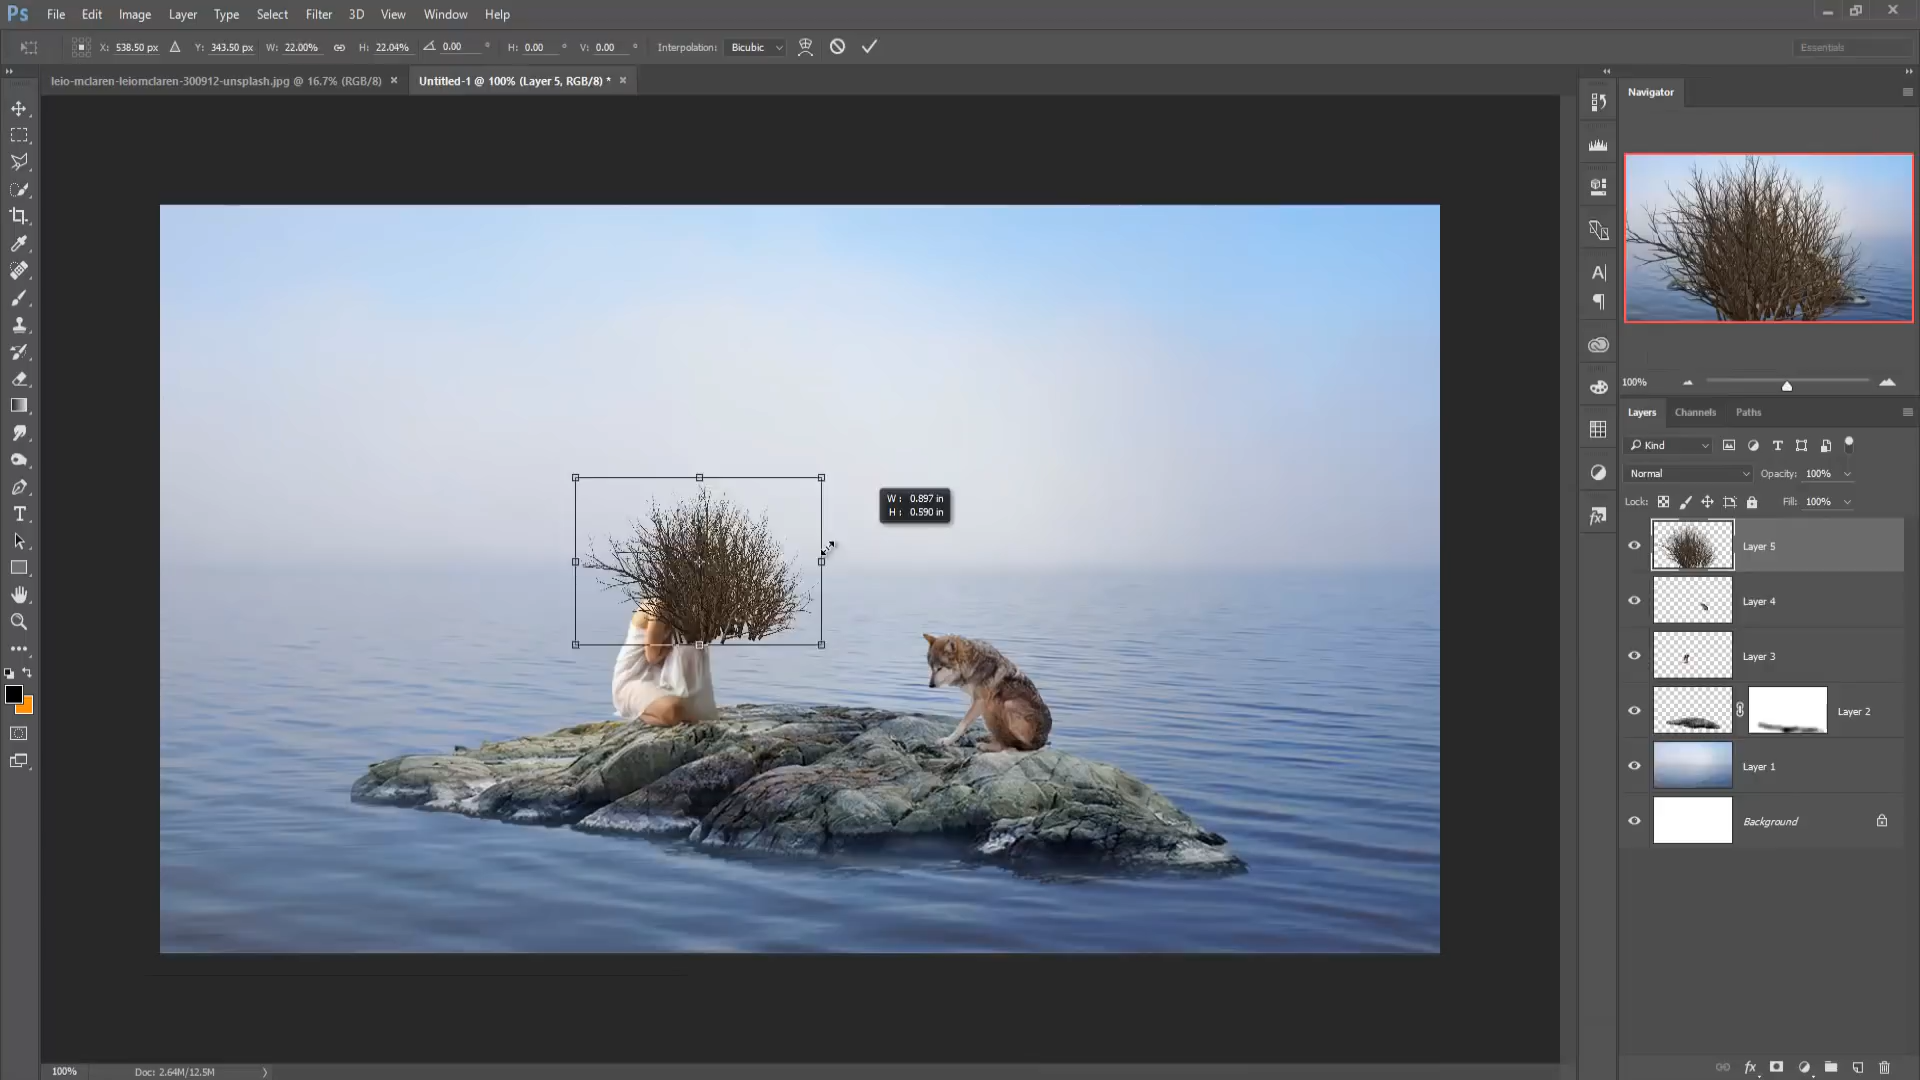 Ps File Edit Image Layer Type Select Filter 3D View Window Help
X: 538.50 px Y: 343.50 px W: 22.00% H: 22.04% 0.00 ° H: 0.00 ° V: 0.00 ° Interpolation: Bicubic
Essentials
leio-mclaren-leiomclaren-300912-unsplash.jpg @ 16.7% (RGB/8) × Untitled-1 @ 100% (Layer 5, RGB/8) * ×
Navigator
100%
Layers Channels Paths
Kind
Normal Opacity: 100%
Lock: Fill: 100%
W: 0.897 in
H: 0.590 in
Layer 5
Layer 4
Layer 3
Layer 2
Layer 1
Background
100% Doc: 2.64M/12.5M